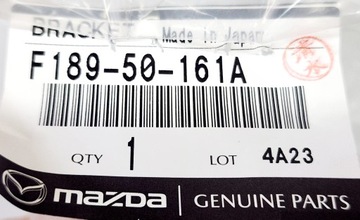 BRACKET Made in Japan
F189-50-161A
QTY 1 LOT 4A23
mazda GENUINE PARTS